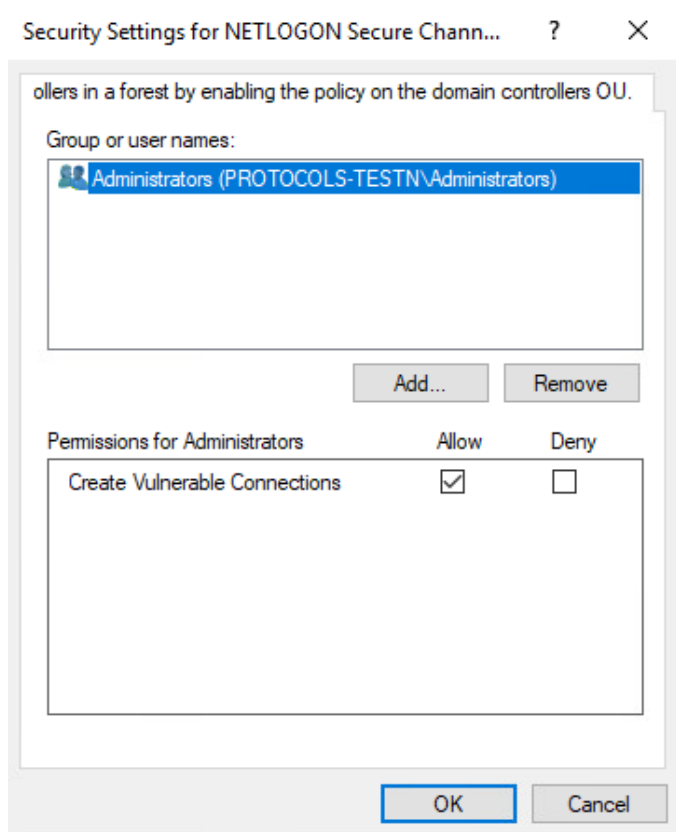 Security Settings for NETLOGON Secure Chann... ?
ollers in a forest by enabling the policy on the domain controllers OU.
Group or user names:
Administrators (PROTOCOLS-TESTN\Administrators)
Add... Remove
Permissions for Administrators Allow Deny
Create Vulnerable Connections
OK Cancel